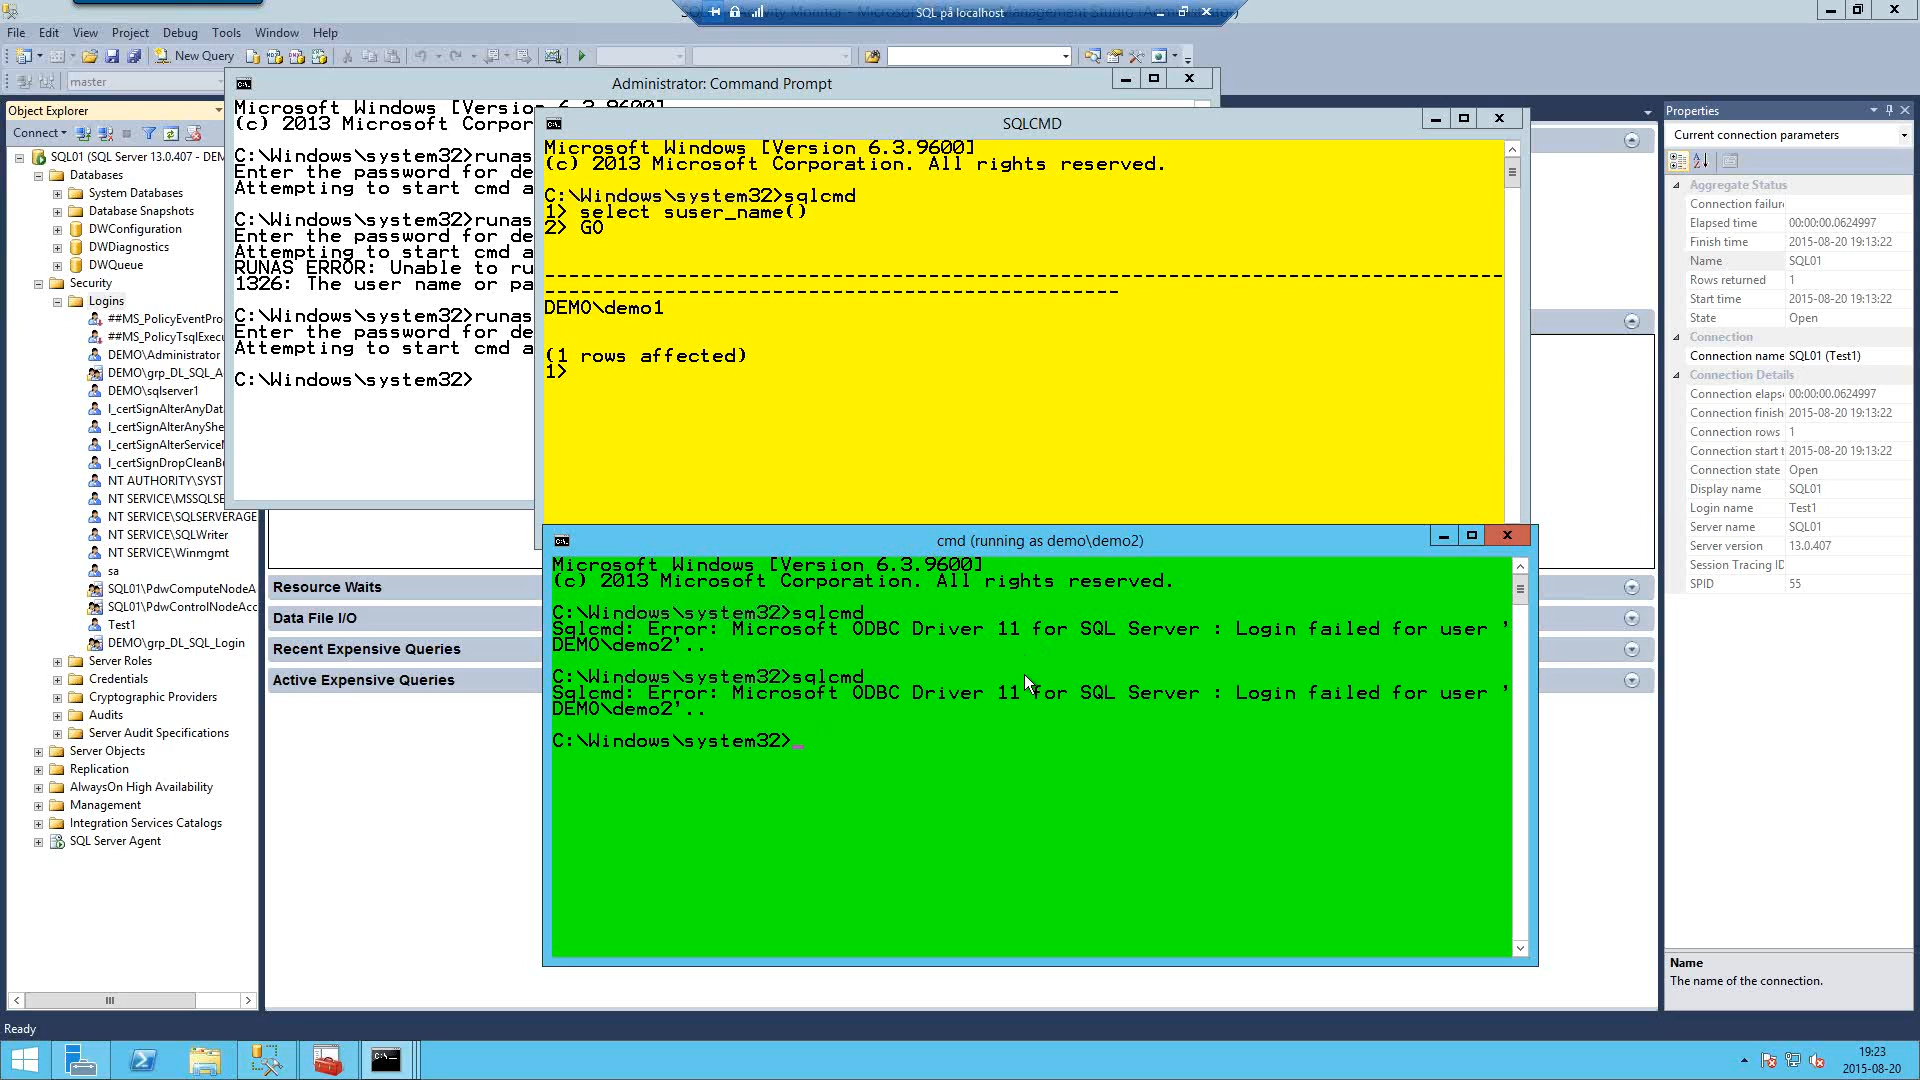 SQL på localhost
File Edit View Project Debug Tools Window Help
New Query
master
Object Explorer
Connect
SQL01 (SQL Server 13.0.407 - DEM
Databases
System Databases
Database Snapshots
DWConfiguration
DWDiagnostics
DWQueue
Security
Logins
##MS_PolicyEventPro
##MS_PolicyTsqlExecu
DEMO\Administrator
DEMO\grp_DL_SQL_A
DEMO\sqlserver1
l_certSignAlterAnyDat
l_certSignAlterAnyShe
l_certSignAlterService
l_certSignDropCleanB
NT AUTHORITY\SYST
NT SERVICE\MSSQLSE
NT SERVICE\SQLSERVERAGE
NT SERVICE\SQLWriter
NT SERVICE\Winmgmt
sa
SQL01\PdwComputeNodeA
SQL01\PdwControlNodeAcc
Test1
DEMO\grp_DL_SQL_Login
Server Roles
Credentials
Cryptographic Providers
Audits
Server Audit Specifications
Server Objects
Replication
AlwaysOn High Availability
Management
Integration Services Catalogs
SQL Server Agent
Administrator: Command Prompt
Microsoft Windows [Version 6.3.9600]
(c) 2013 Microsoft Corpor
C:\Windows\system32>runas
Enter the password for de
Attempting to start cmd a
C:\Windows\system32>runas
Enter the password for de
Attempting to start cmd a
RUNAS ERROR: Unable to ru
1326: The user name or pa
C:\Windows\system32>runas
Enter the password for de
Attempting to start cmd a
C:\Windows\system32>
SQLCMD
Microsoft Windows [Version 6.3.9600]
(c) 2013 Microsoft Corporation. All rights reserved.
C:\Windows\system32>sqlcmd
1> select suser_name()
2> GO
--------------------------------------------------------------------------------
------------------------------------------------
DEMO\demo1
(1 rows affected)
1>
cmd (running as demo\demo2)
Microsoft Windows [Version 6.3.9600]
(c) 2013 Microsoft Corporation. All rights reserved.
C:\Windows\system32>sqlcmd
Sqlcmd: Error: Microsoft ODBC Driver 11 for SQL Server : Login failed for user '
DEMO\demo2'..
C:\Windows\system32>sqlcmd
Sqlcmd: Error: Microsoft ODBC Driver 11 for SQL Server : Login failed for user '
DEMO\demo2'..
C:\Windows\system32>_
Resource Waits
Data File I/O
Recent Expensive Queries
Active Expensive Queries
Properties
Current connection parameters
Aggregate Status
Connection failure
Elapsed time 00:00:00.0624997
Finish time 2015-08-20 19:13:22
Name SQL01
Rows returned 1
Start time 2015-08-20 19:13:22
State Open
Connection
Connection name SQL01 (Test1)
Connection Details
Connection elaps 00:00:00.0624997
Connection finish 2015-08-20 19:13:22
Connection rows 1
Connection start t 2015-08-20 19:13:22
Connection state Open
Display name SQL01
Login name Test1
Server name SQL01
Server version 13.0.407
Session Tracing ID
SPID 55
Name
The name of the connection.
Ready
19:23
2015-08-20